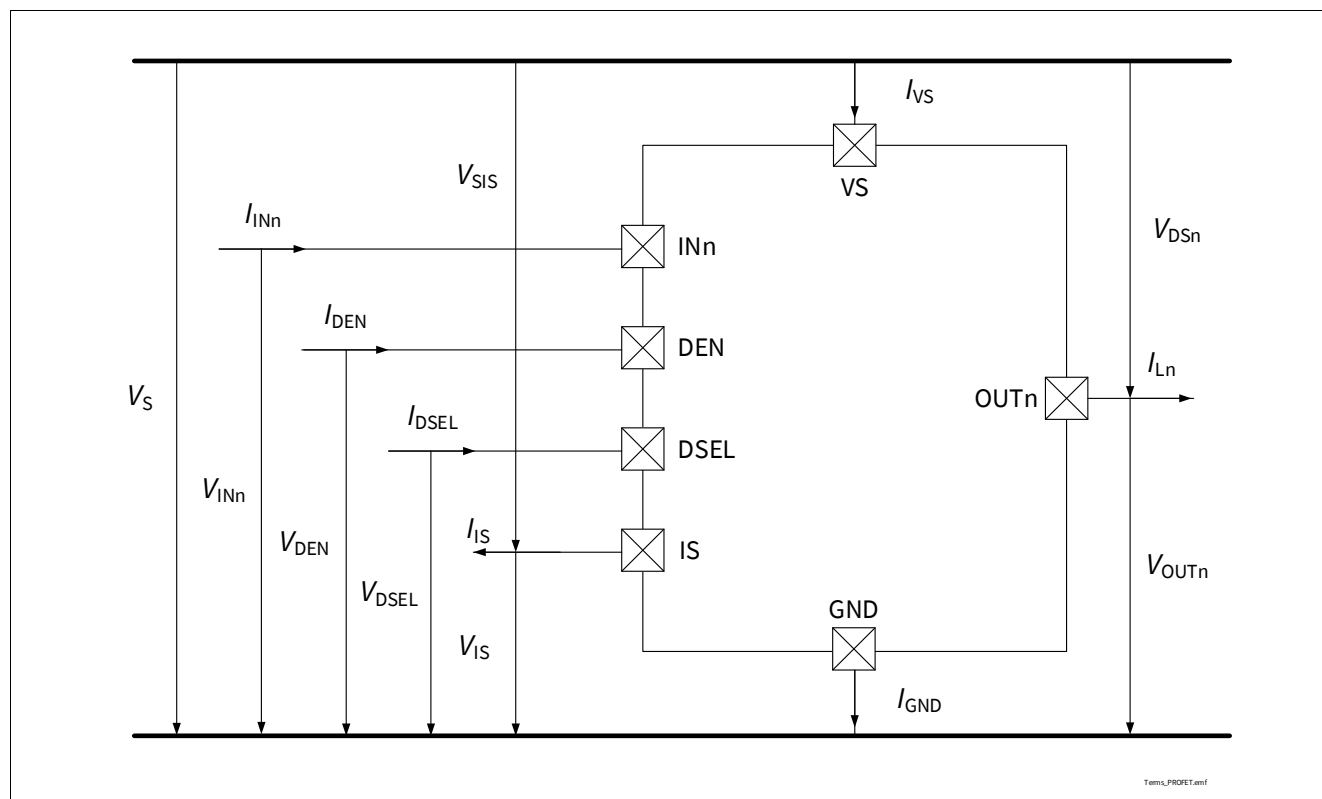 I_VS
VS
V_SIS
I_INn
INn
V_DSn
I_DEN
DEN
V_S
I_Ln
OUTn
I_DSEL
DSEL
V_INn
I_IS
IS
V_DEN
V_DSEL
V_OUTn
GND
V_IS
I_GND
Terms_PROFET.emf